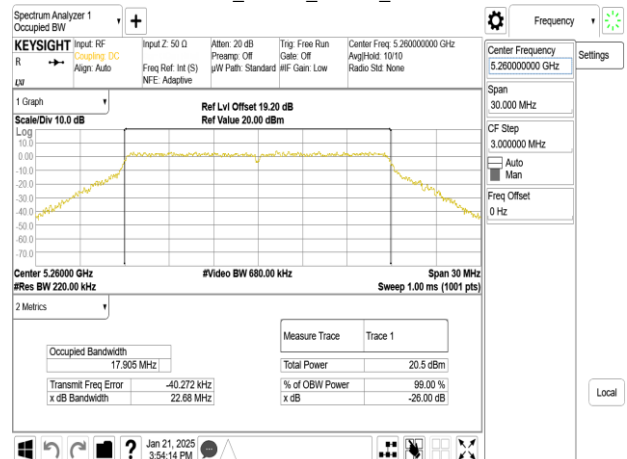 Spectrum Analyzer 1
Occupied BW
Frequency
KEYSIGHT
R
LXI
Input: RF
Coupling: DC
Align: Auto
Input Z: 50 Ω
Freq Ref: Int (S)
NFE: Adaptive
Atten: 20 dB
Preamp: Off
µW Path: Standard
Trig: Free Run
Gate: Off
#IF Gain: Low
Center Freq: 5.260000000 GHz
Avg|Hold: 10/10
Radio Std: None
Center Frequency
5.260000000 GHz
Settings
Span
30.000 MHz
CF Step
3.000000 MHz
Auto
Man
Freq Offset
0 Hz
1 Graph
Scale/Div 10.0 dB
Ref Lvl Offset 19.20 dB
Ref Value 20.00 dBm
Log
10.0
0.00
-10.0
-20.0
-30.0
-40.0
-50.0
-60.0
-70.0
Center 5.26000 GHz
#Video BW 680.00 kHz
Span 30 MHz
#Res BW 220.00 kHz
Sweep 1.00 ms (1001 pts)
2 Metrics
Measure Trace Trace 1
Occupied Bandwidth
17.905 MHz
Total Power 20.5 dBm
Transmit Freq Error -40.272 kHz
% of OBW Power 99.00 %
x dB Bandwidth 22.68 MHz
x dB -26.00 dB
Local
Jan 21, 2025
3:54:14 PM